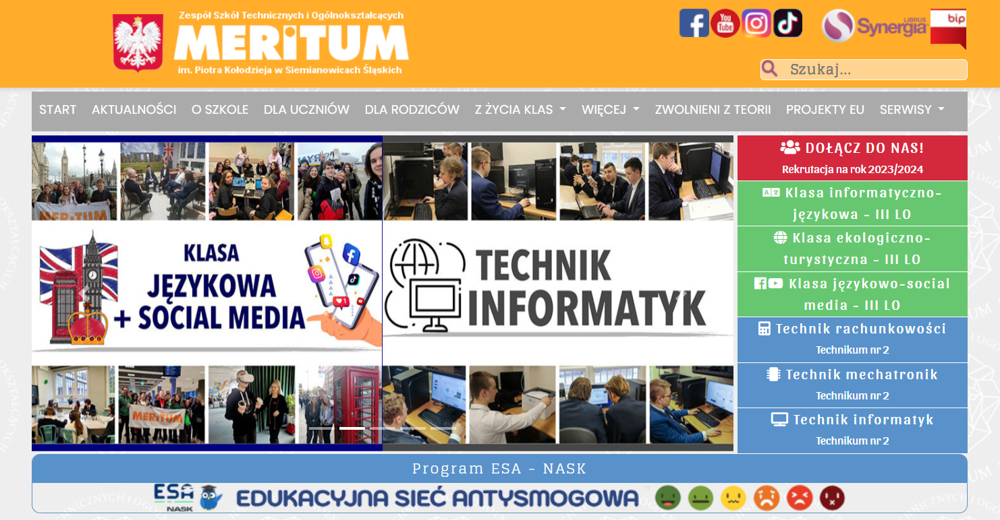 Zespół Szkół Technicznych i Ogólnokształcących
MERiTUM
im. Piotra Kołodzieja w Siemianowicach Śląskich
You
Tube
LIBRUS
Synergia
bip
Szukaj...
START AKTUALNOŚCI O SZKOLE DLA UCZNIÓW DLA RODZICÓW Z ŻYCIA KLAS WIĘCEJ ZWOLNIENI Z TEORII PROJEKTY EU SERWISY
MERiTUM
KLASA
JĘZYKOWA
+ SOCIAL MEDIA
MERiTUM
TECHNIK
INFORMATYK
DOŁĄCZ DO NAS!
Rekrutacja na rok 2023/2024
Klasa informatyczno-
językowa - III LO
Klasa ekologiczno-
turystyczna - III LO
Klasa językowo-social
media - III LO
Technik rachunkowości
Technikum nr 2
Technik mechatronik
Technikum nr 2
Technik informatyk
Technikum nr 2
Program ESA - NASK
ESA
NASK
EDUKACYJNA SIEĆ ANTYSMOGOWA